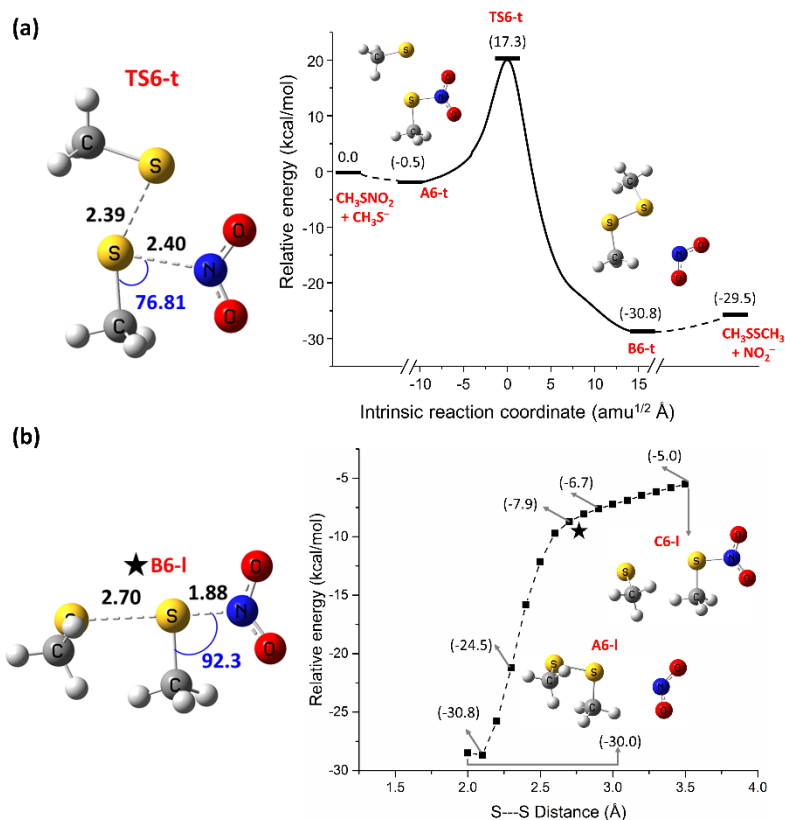 (a)
TS6-t
C
S
2.39
S
2.40
N
O
O
76.81
C
TS6-t
(17.3)
20
10
0
-10
-20
-30
Relative energy (kcal/mol)
0.0
(-0.5)
CH₃SNO₂
+ CH₃S⁻
A6-t
(-30.8)
B6-t
(-29.5)
CH₃SSCH₃
+ NO₂⁻
-10 -5 0 5 10 15
Intrinsic reaction coordinate (amu^1/2 Å)
(b)
★ B6-l
2.70
1.88
S
S
N
O
O
92.3
C
C
-5
-10
-15
-20
-25
-30
Relative energy (kcal/mol)
(-5.0)
(-6.7)
(-7.9)
C6-l
(-24.5)
A6-l
(-30.8)
(-30.0)
1.5 2.0 2.5 3.0 3.5 4.0
S---S Distance (Å)